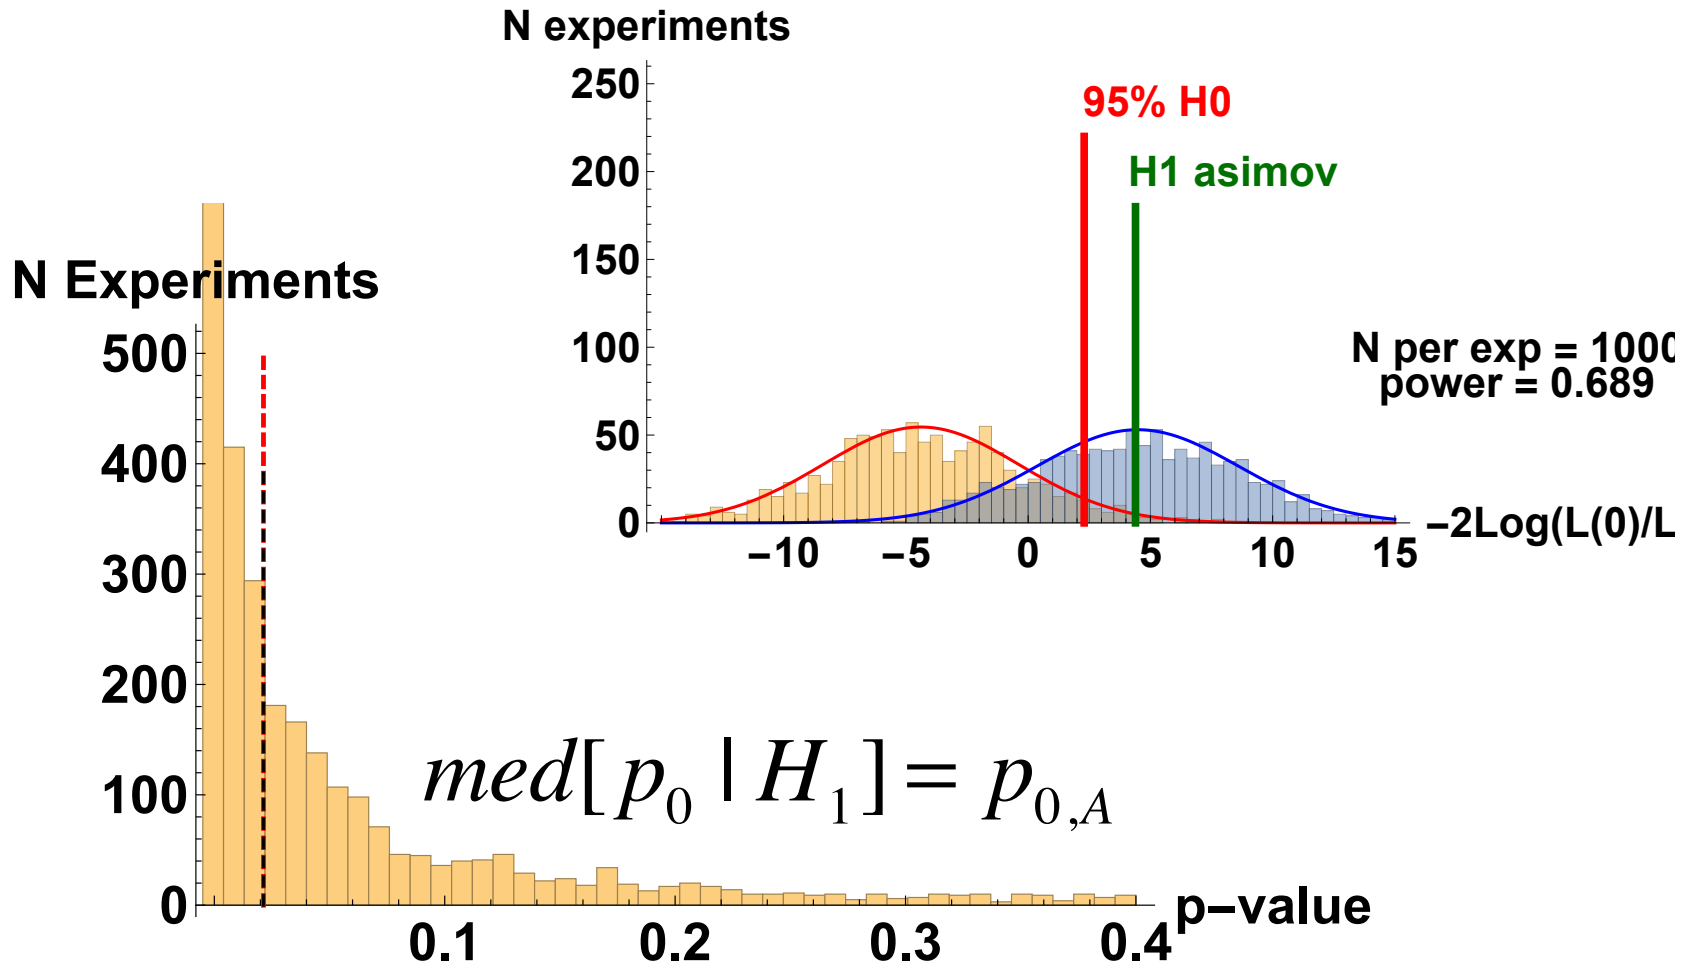 N experiments
250
95% H0
200
H1 asimov
150
N Experiments
100
N per exp = 1000
power = 0.689
500
50
0
−10 −5 0 5 10 15
−2Log(L(0)/L
400
300
200
med[p0 | H1] = p0,A
100
0
p−value
0.1 0.2 0.3 0.4